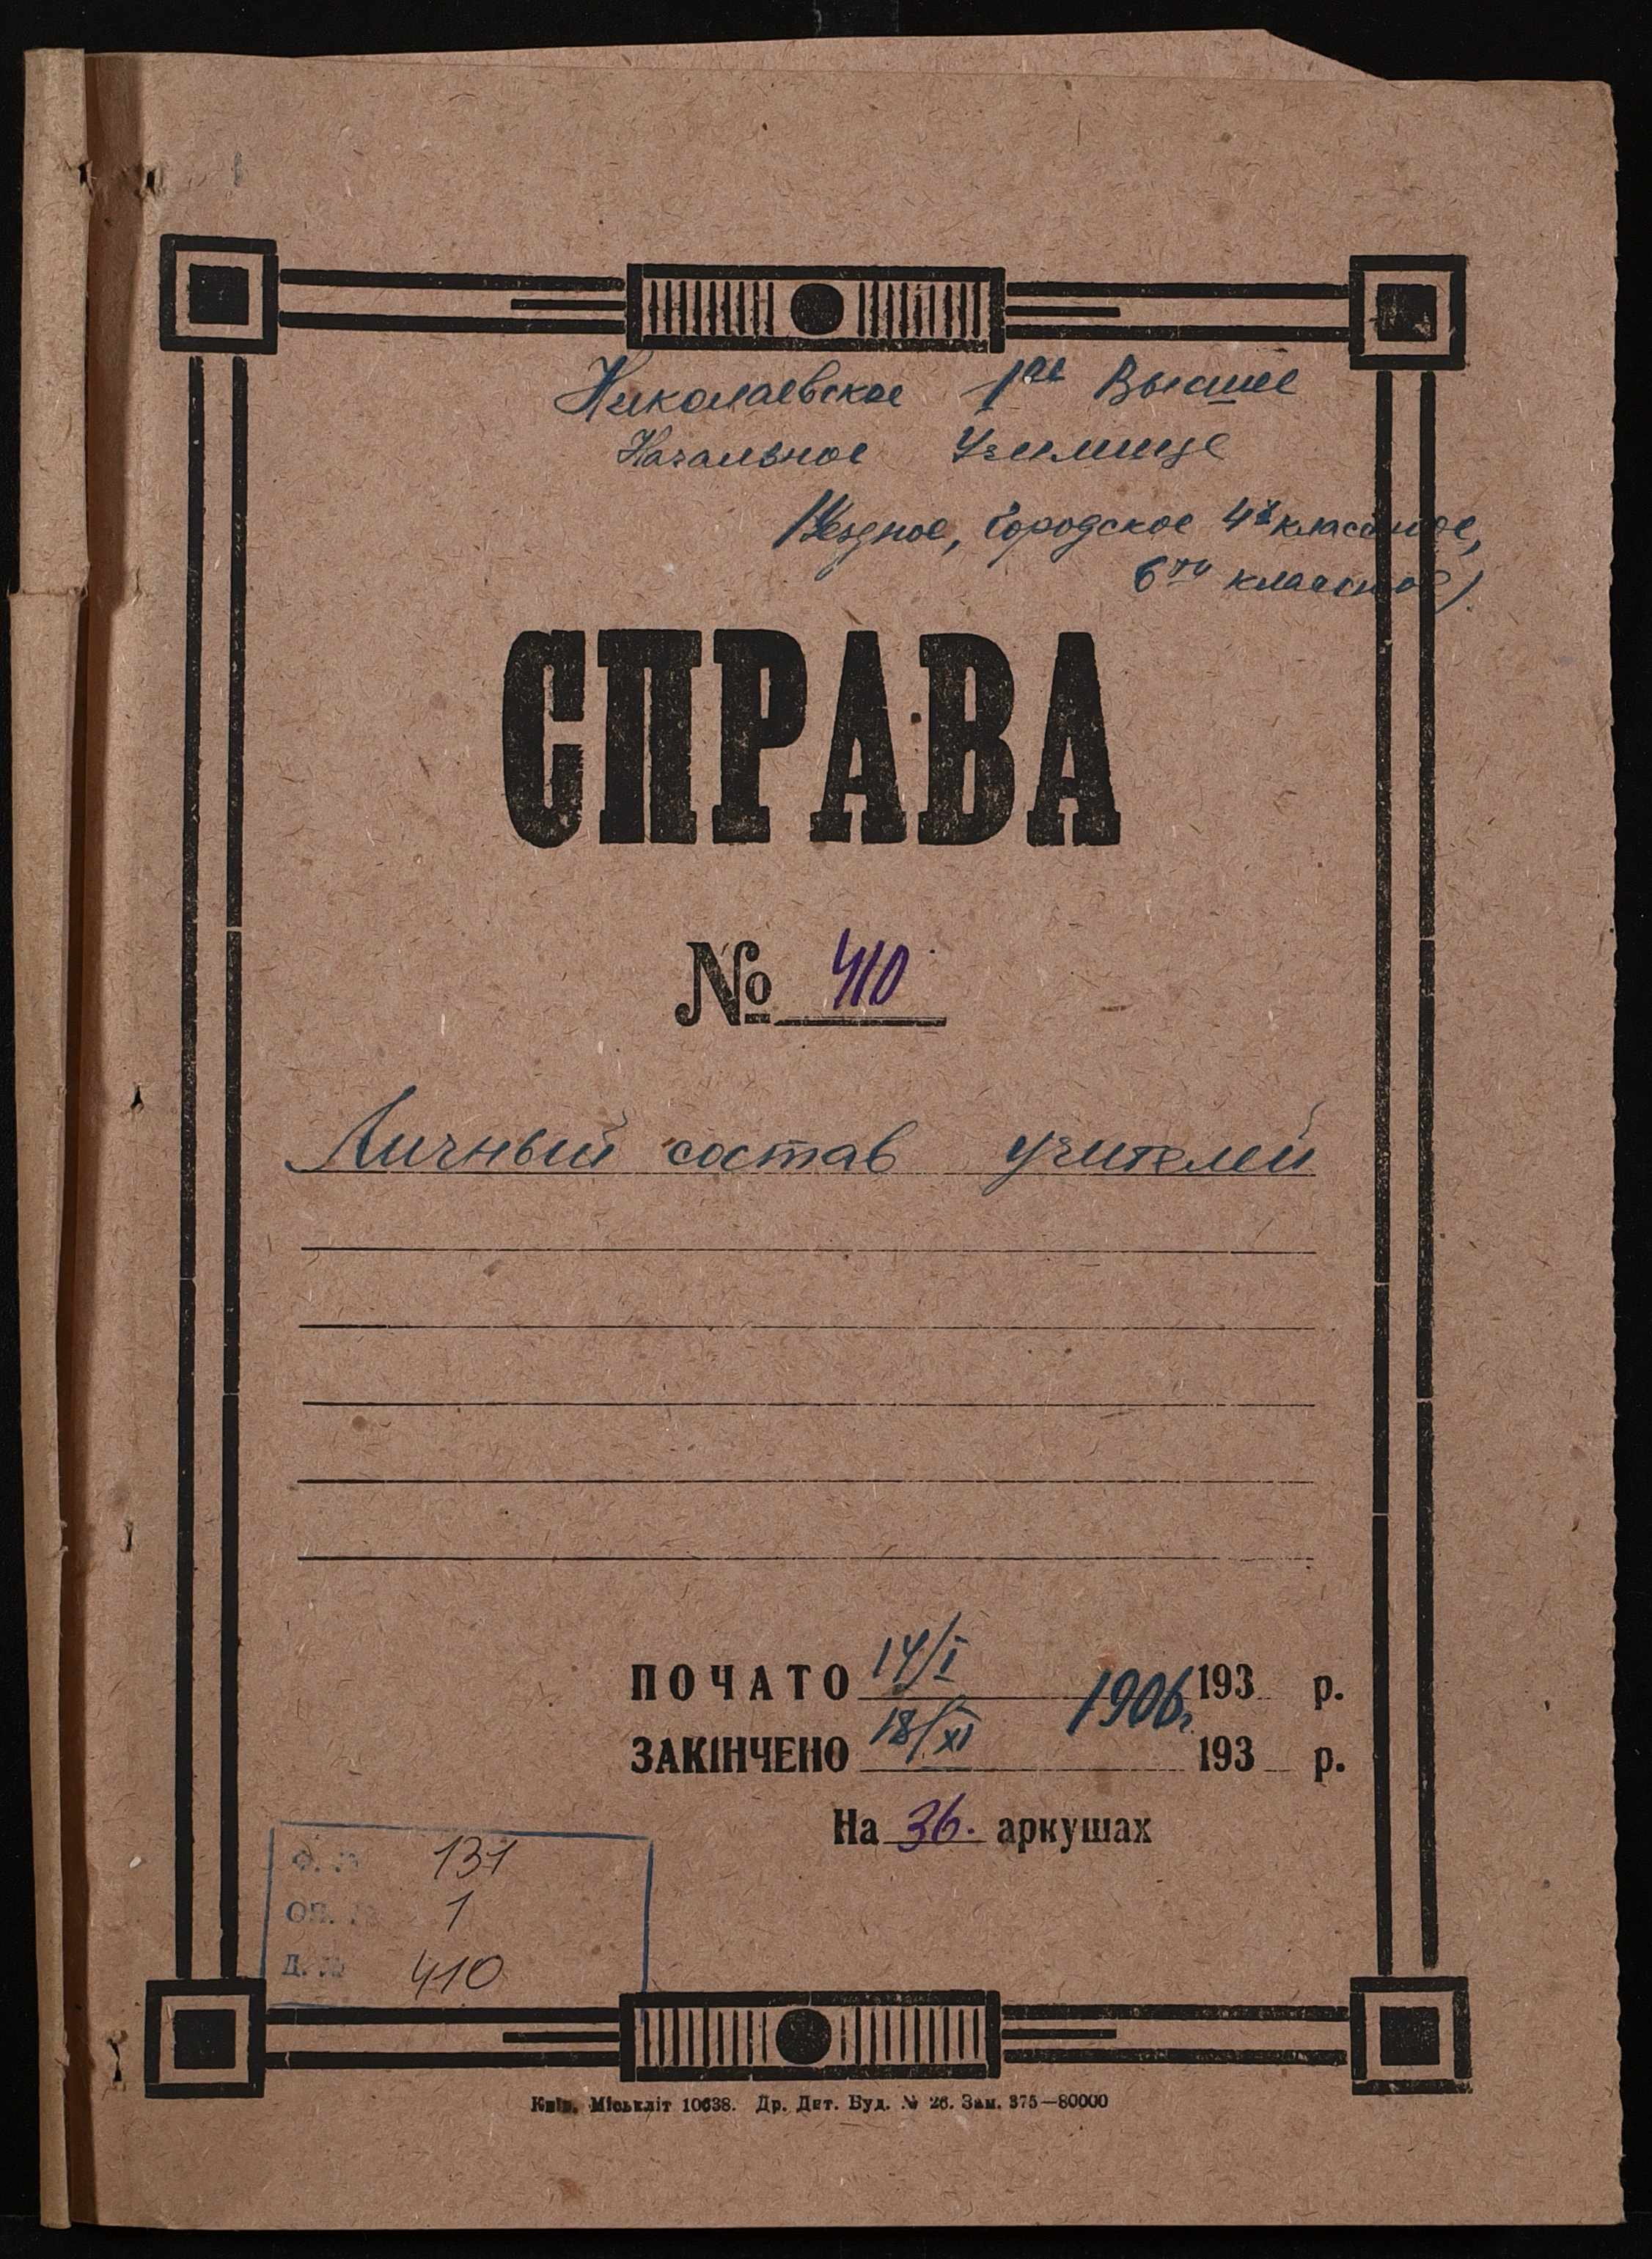 Николаевское 1ое Высшее
Начальное Училище
(Уездное, Городское 4х классное,
6ти классное)
СПРАВА
№ 410
Личный состав учителей
ПОЧАТО 14/I 1906г. 193 р.
ЗАКІНЧЕНО 18/XI 193 р.
На 36. аркушах
Ф. № 131
ОП. № 1
Д. № 410
Київ. Міськліт 10638. Др. Дит. Буд. № 26. Зам. 375—80000